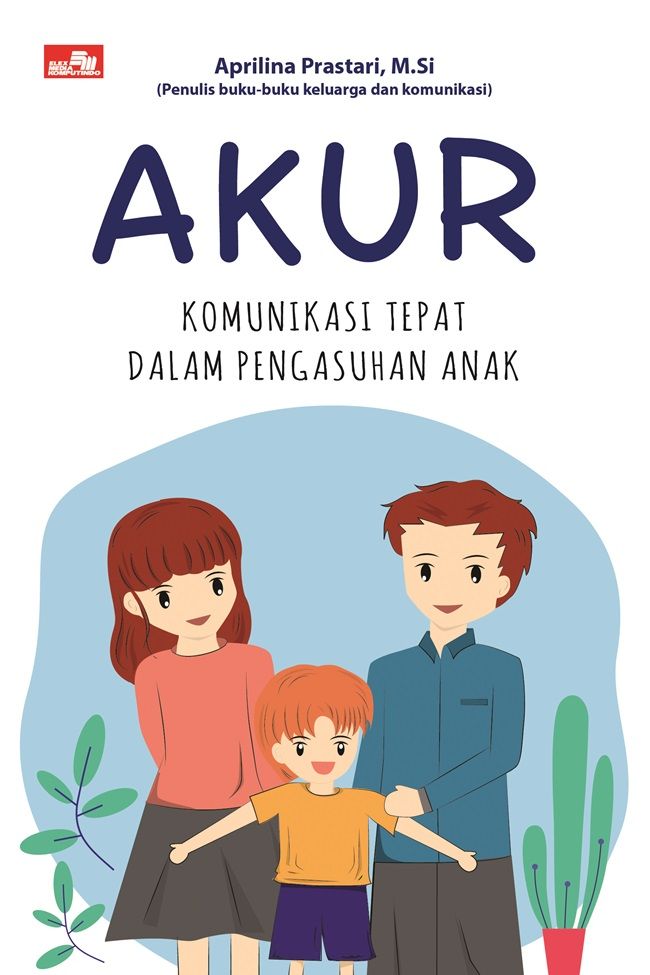 ELEX
MEDIA
KOMPUTINDO
Aprilina Prastari, M.Si
(Penulis buku-buku keluarga dan komunikasi)
AKUR
KOMUNIKASI TEPAT
DALAM PENGASUHAN ANAK